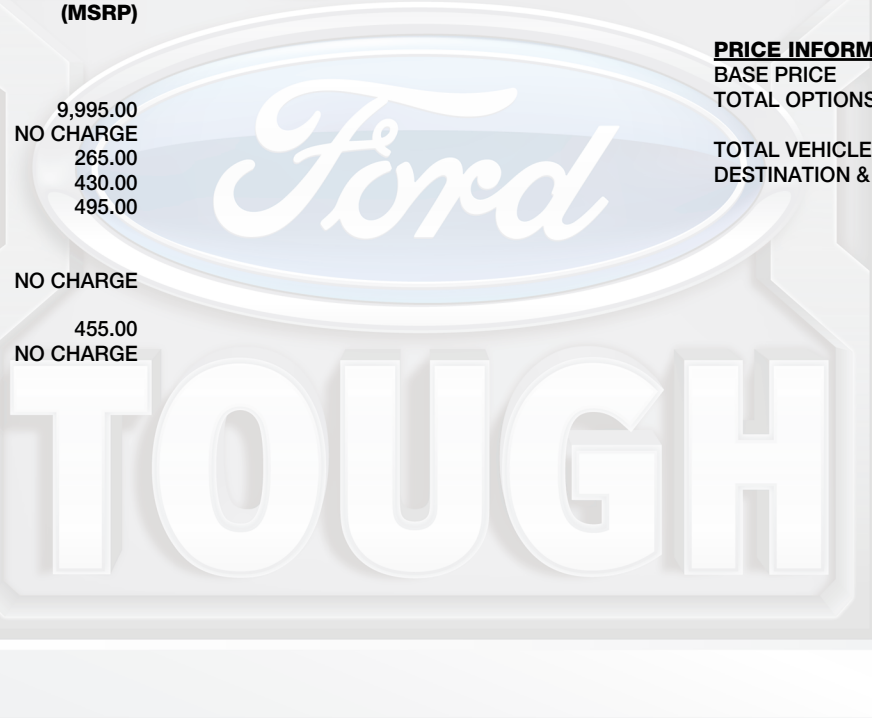 (MSRP)
9,995.00
NO CHARGE
265.00
430.00
495.00
NO CHARGE
455.00
NO CHARGE
PRICE INFORM
BASE PRICE
TOTAL OPTIONS
TOTAL VEHICLE
DESTINATION &
Ford
TOUGH